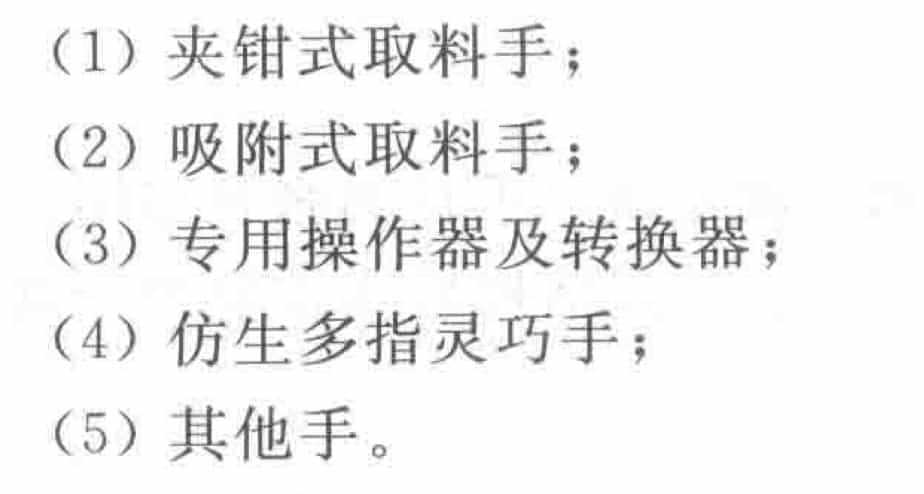 （1）夹钳式取料手；
（2）吸附式取料手；
（3）专用操作器及转换器；
（4）仿生多指灵巧手；
（5）其他手。